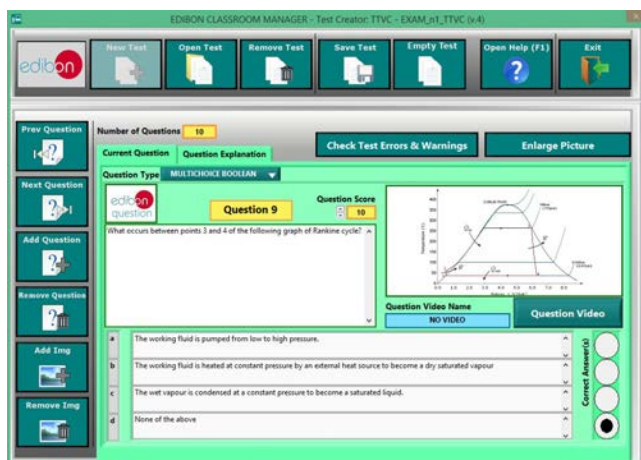 EDIBON CLASSROOM MANAGER - Test Creator: TTVC - EXAM_n1_TTVC (v.4)
edibon
New Test
Open Test
Remove Test
Save Test
Empty Test
Open Help (F1)
Exit
Prev Question
Next Question
Add Question
Remove Question
Add Img
Remove Img
Number of Questions 10
Check Test Errors & Warnings
Enlarge Picture
Current Question
Question Explanation
Question Type MULTICHOICE BOOLEAN
edibon
question
Question 9
Question Score
10
What occurs between points 3 and 4 of the following graph of Rankine cycle?
Question Video Name
NO VIDEO
Question Video
a The working fluid is pumped from low to high pressure.
b The working fluid is heated at constant pressure by an external heat source to become a dry saturated vapour
c The wet vapour is condensed at a constant pressure to become a saturated liquid.
d None of the above
Correct Answer(s)